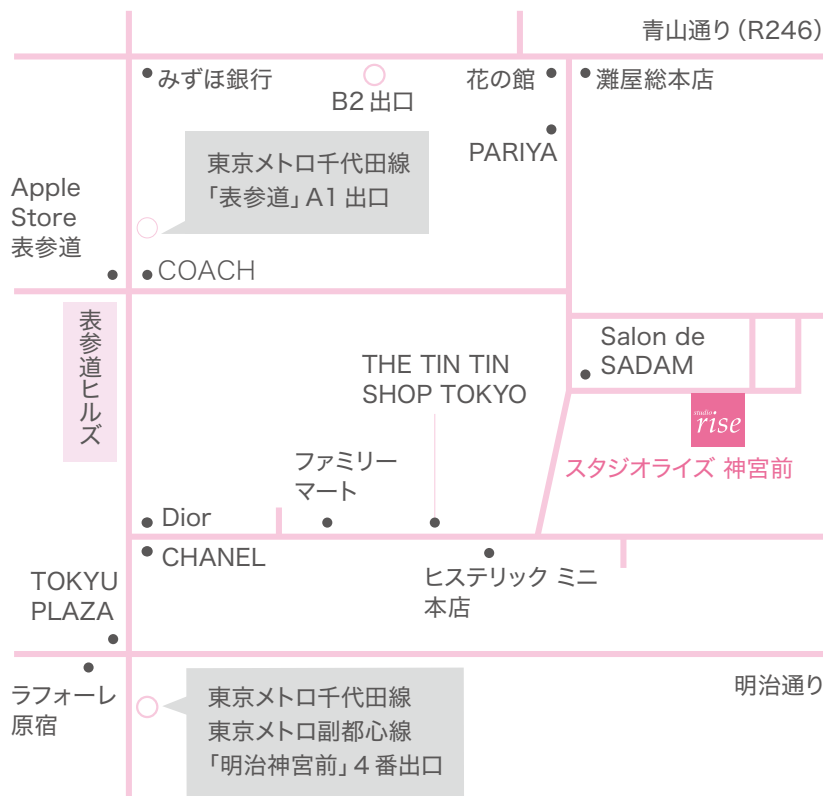 青山通り（R246）
みずほ銀行
B2 出口
花の館
灘屋総本店
PARIYA
東京メトロ千代田線
「表参道」A1 出口
Apple
Store
表参道
COACH
表参道ヒルズ
THE TIN TIN
SHOP TOKYO
Salon de
SADAM
studio
rise
スタジオライズ 神宮前
ファミリー
マート
Dior
CHANEL
ヒステリック ミニ
本店
TOKYU
PLAZA
ラフォーレ
原宿
明治通り
東京メトロ千代田線
東京メトロ副都心線
「明治神宮前」4 番出口